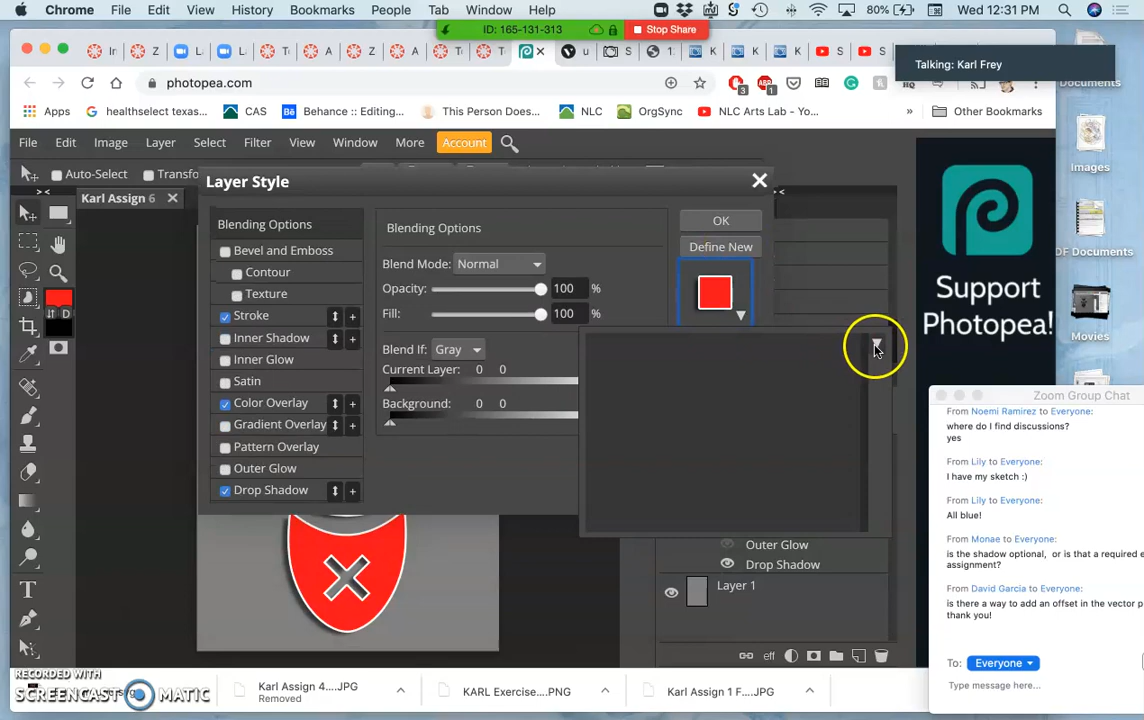 Chrome File Edit View History Bookmarks People Tab Window Help 80% Wed 12:31 PM
ID: 165-131-313 Stop Share
Talking: Karl Frey
photopea.com
Apps healthselect texas... CAS Behance :: Editing... This Person Does... NLC OrgSync NLC Arts Lab - Yo... » Other Bookmarks
File Edit Image Layer Select Filter View Window More Account
Auto-Select Transfo
Karl Assign 6
Layer Style
OK
Define New
Blending Options
Bevel and Emboss
Contour
Texture
Stroke
Inner Shadow
Inner Glow
Satin
Color Overlay
Gradient Overlay
Pattern Overlay
Outer Glow
Drop Shadow
Blending Options
Blend Mode: Normal
Opacity: 100 %
Fill: 100 %
Blend If: Gray
Current Layer: 0 0
Background: 0 0
Outer Glow
Drop Shadow
Layer 1
eff
D
Support
Photopea!
Documents
Images
DF Documents
Movies
Zoom Group Chat
From Noemi Ramirez to Everyone:
where do I find discussions?
yes
From Lily to Everyone:
I have my sketch :)
From Lily to Everyone:
All blue!
From Monae to Everyone:
is the shadow optional, or is that a required e
assignment?
From David Garcia to Everyone:
is there a way to add an offset in the vector p
thank you!
To: Everyone
Type message here...
RECORDED WITH
SCREENCAST MATIC
Karl Assign 4....JPG
Removed
KARL Exercise....PNG
Karl Assign 1 F....JPG